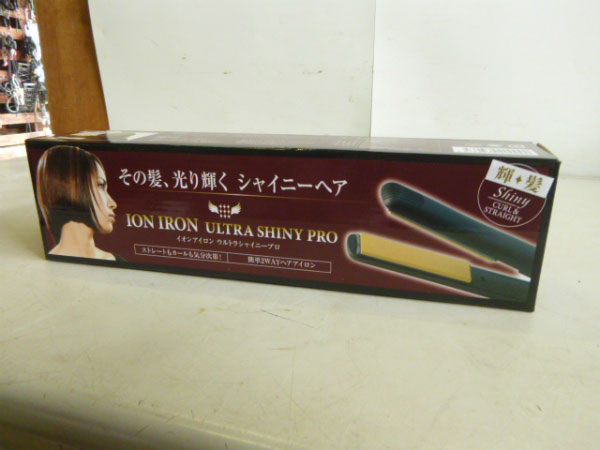 その髪、光り輝く シャイニーヘア
ION IRON ULTRA SHINY PRO
イオンアイロン ウルトラシャイニープロ
ストレートもカールも気分次第！
簡単2WAYヘアアイロン
輝✦髪
Shiny
CURL &
STRAIGHT